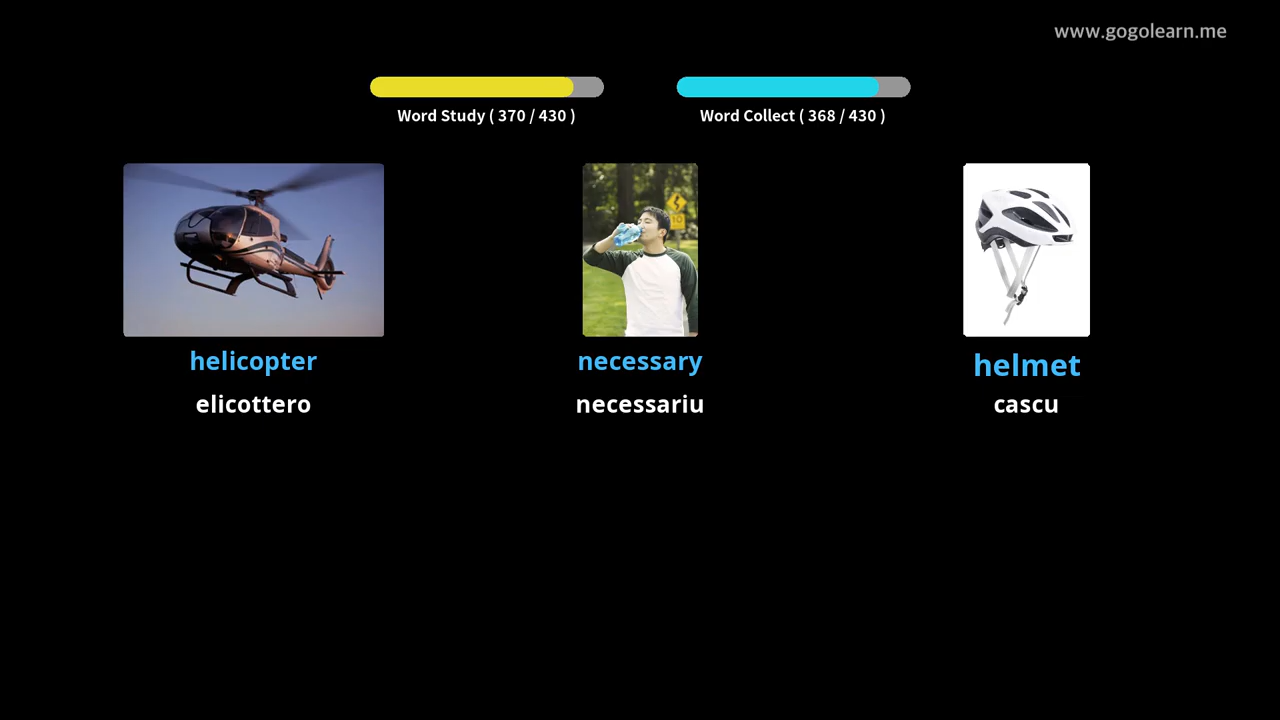 www.gogolearn.me
Word Study ( 370 / 430 )
Word Collect ( 368 / 430 )
helicopter
elicottero
necessary
necessariu
helmet
cascu